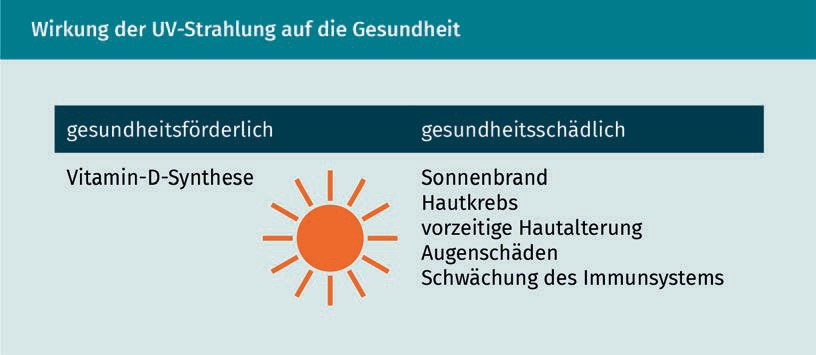 Wirkung der UV-Strahlung auf die Gesundheit
gesundheitsförderlich
gesundheitsschädlich
Vitamin-D-Synthese
Sonnenbrand
Hautkrebs
vorzeitige Hautalterung
Augenschäden
Schwächung des Immunsystems